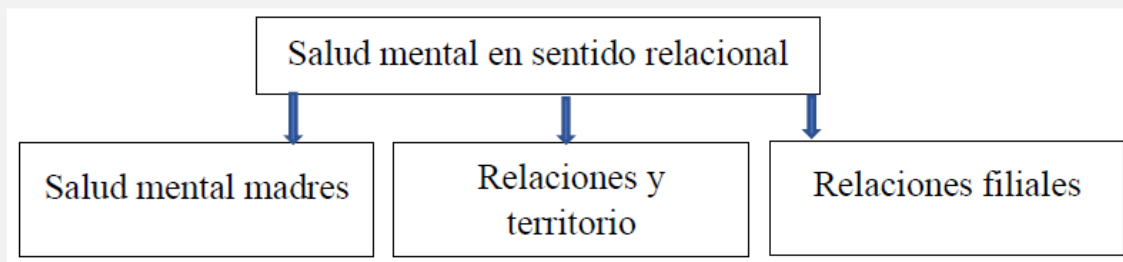 Salud mental en sentido relacional
Salud mental madres
Relaciones y
territorio
Relaciones filiales